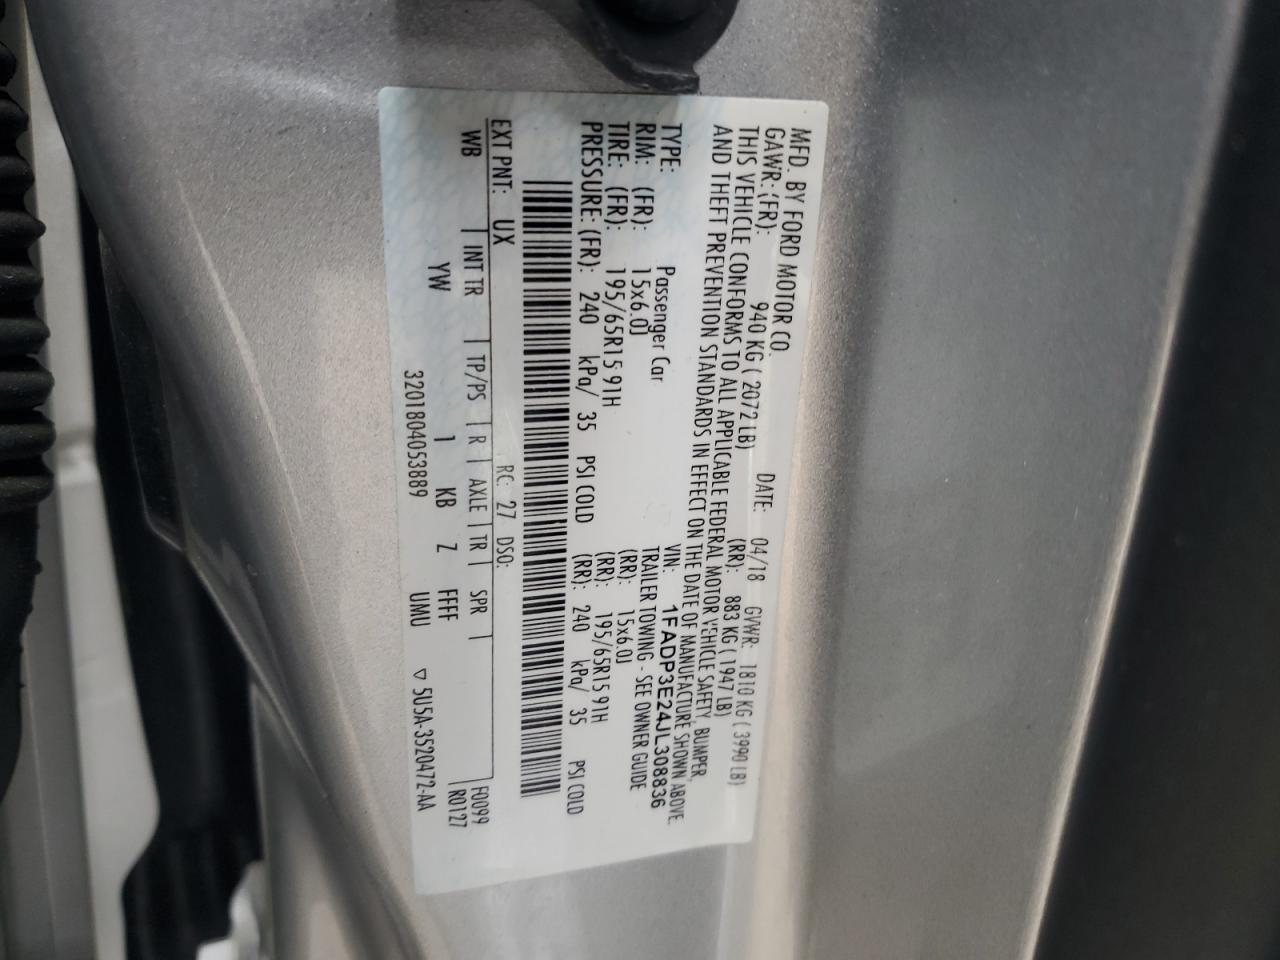 MFD. BY FORD MOTOR CO.
DATE: 04/18 GVWR: 1810 KG ( 3990 LB)
GAWR: (FR): 940 KG ( 2072 LB) (RR): 883 KG ( 1947 LB)
THIS VEHICLE CONFORMS TO ALL APPLICABLE FEDERAL MOTOR VEHICLE SAFETY, BUMPER,
AND THEFT PREVENTION STANDARDS IN EFFECT ON THE DATE OF MANUFACTURE SHOWN ABOVE.
VIN: 1FADP3E24JL308836
TYPE: Passenger Car TRAILER TOWING - SEE OWNER GUIDE
RIM: (FR): 15x6.0J (RR): 15x6.0J
TIRE: (FR): 195/65R15 91H (RR): 195/65R15 91H
PRESSURE: (FR): 240 kPa/ 35 PSI COLD (RR): 240 kPa/ 35 PSI COLD
EXT PNT: UX RC: 27 DSO: F0099
WB INT TR TP/PS R AXLE TR SPR R0127
YW 1 KB Z FFFF
3201804053889 UMU ▽ 5U5A-3520472-AA